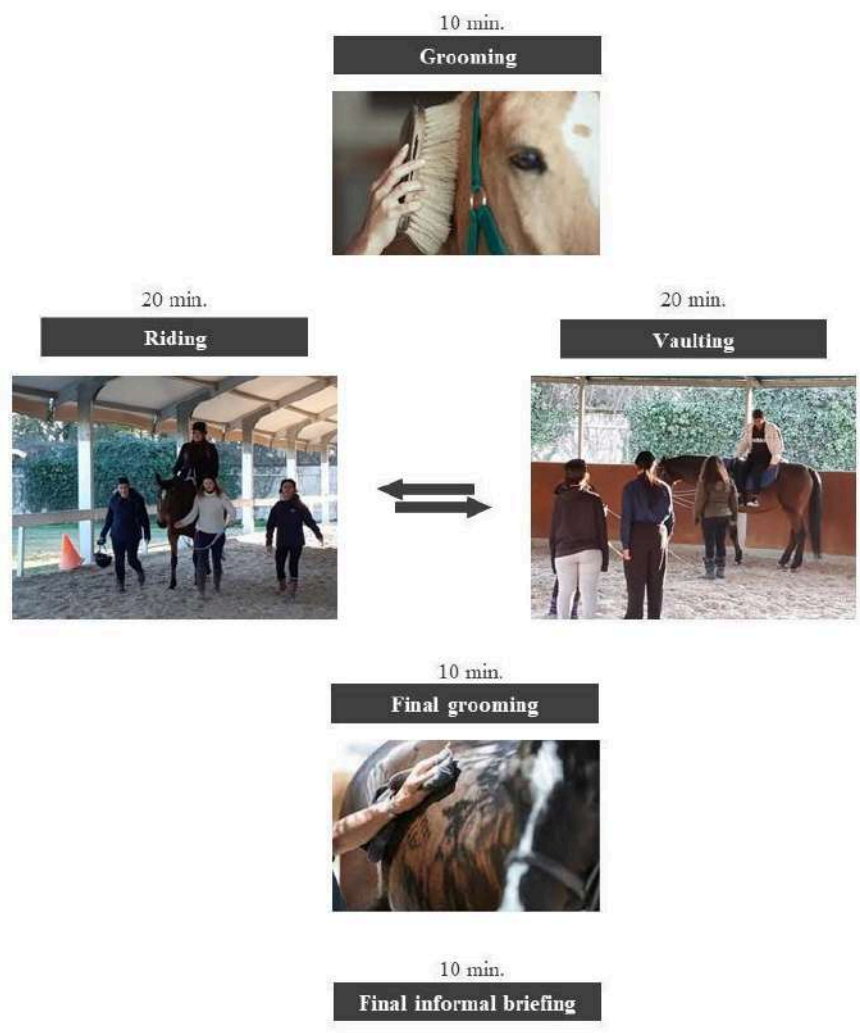 10 min.
Grooming
20 min.
Riding
20 min.
Vaulting
10 min.
Final grooming
10 min.
Final informal briefing